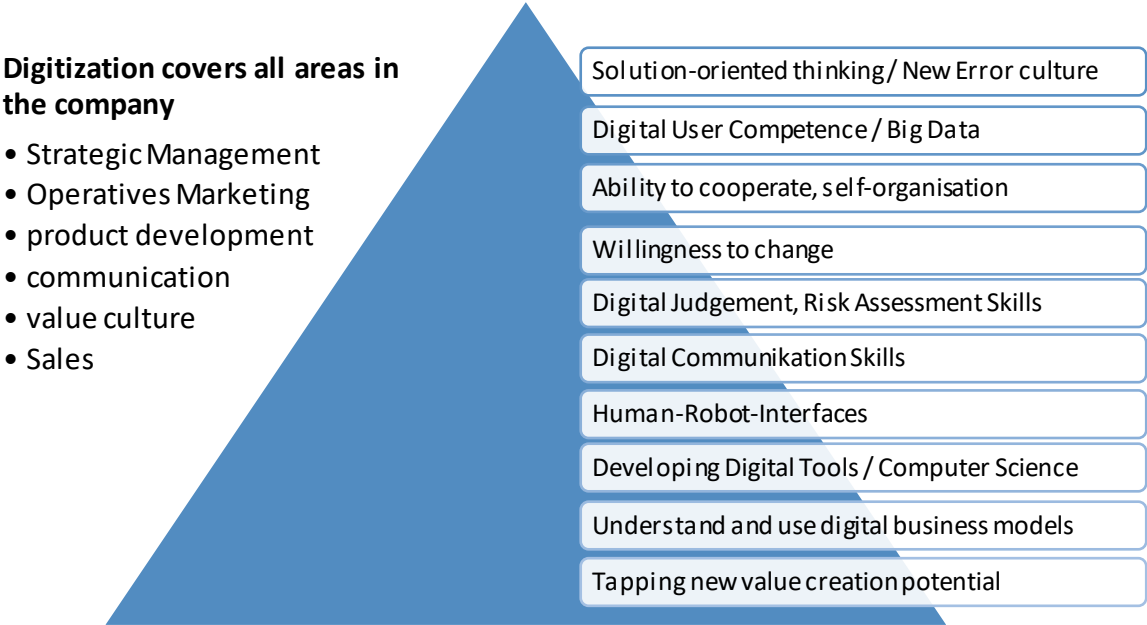 Digitization covers all areas in
the company
• Strategic Management
• Operatives Marketing
• product development
• communication
• value culture
• Sales
Solution-oriented thinking/ New Error culture
Digital User Competence / Big Data
Ability to cooperate, self-organisation
Willingness to change
Digital Judgement, Risk Assessment Skills
Digital Communikation Skills
Human-Robot-Interfaces
Developing Digital Tools / Computer Science
Understand and use digital business models
Tapping new value creation potential